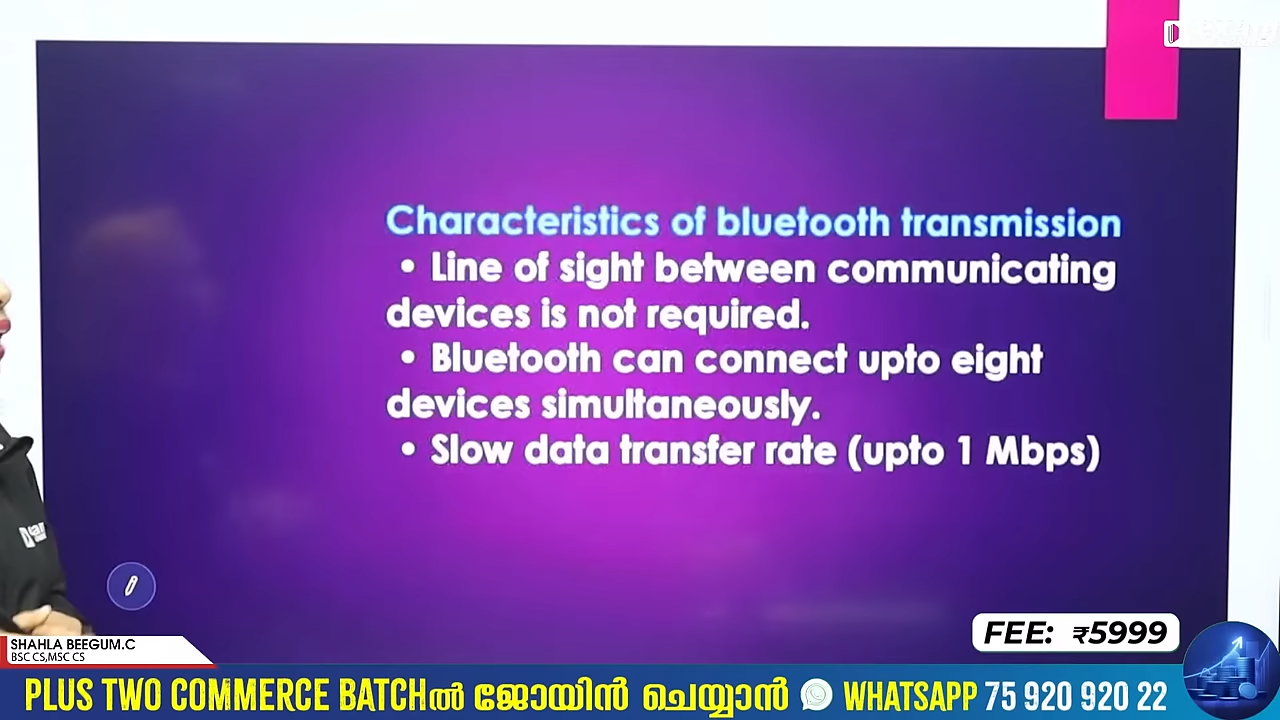 Characteristics of bluetooth transmission
• Line of sight between communicating
devices is not required.
• Bluetooth can connect upto eight
devices simultaneously.
• Slow data transfer rate (upto 1 Mbps)
FEE: ₹5999
SHAHLA BEEGUM.C
BSC CS,MSC CS
PLUS TWO COMMERCE BATCHൽ ജോയിൻ ചെയ്യാൻ WHATSAPP 75 920 920 22